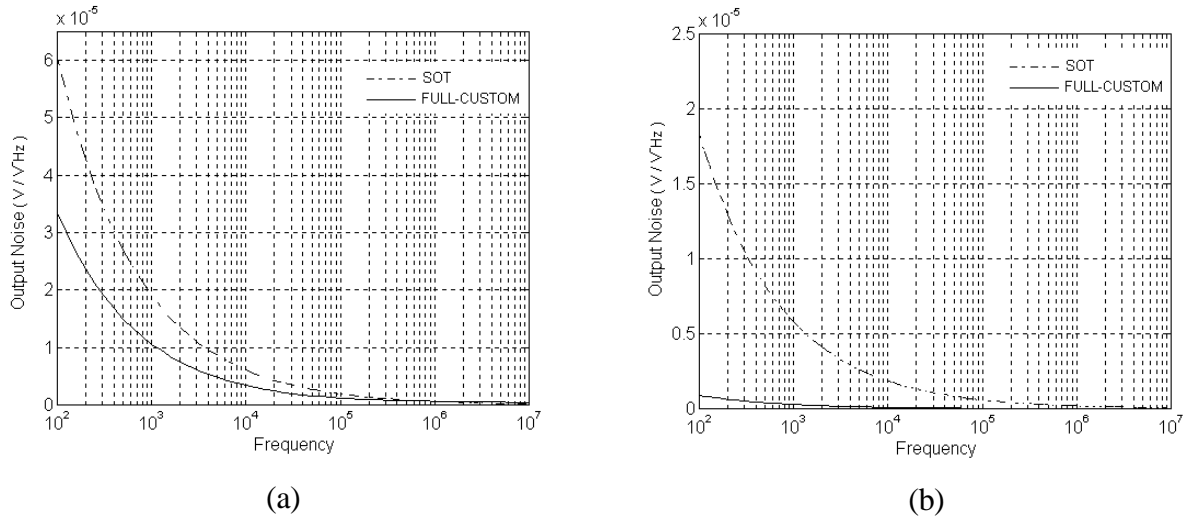 x 10^-5
6
5
4
3
2
1
0
Output Noise ( V / √Hz )
SOT
FULL-CUSTOM
10^2 10^3 10^4 10^5 10^6 10^7
Frequency
(a)
x 10^-5
2.5
2
1.5
1
0.5
0
Output Noise ( V / √Hz )
SOT
FULL-CUSTOM
10^2 10^3 10^4 10^5 10^6 10^7
Frequency
(b)